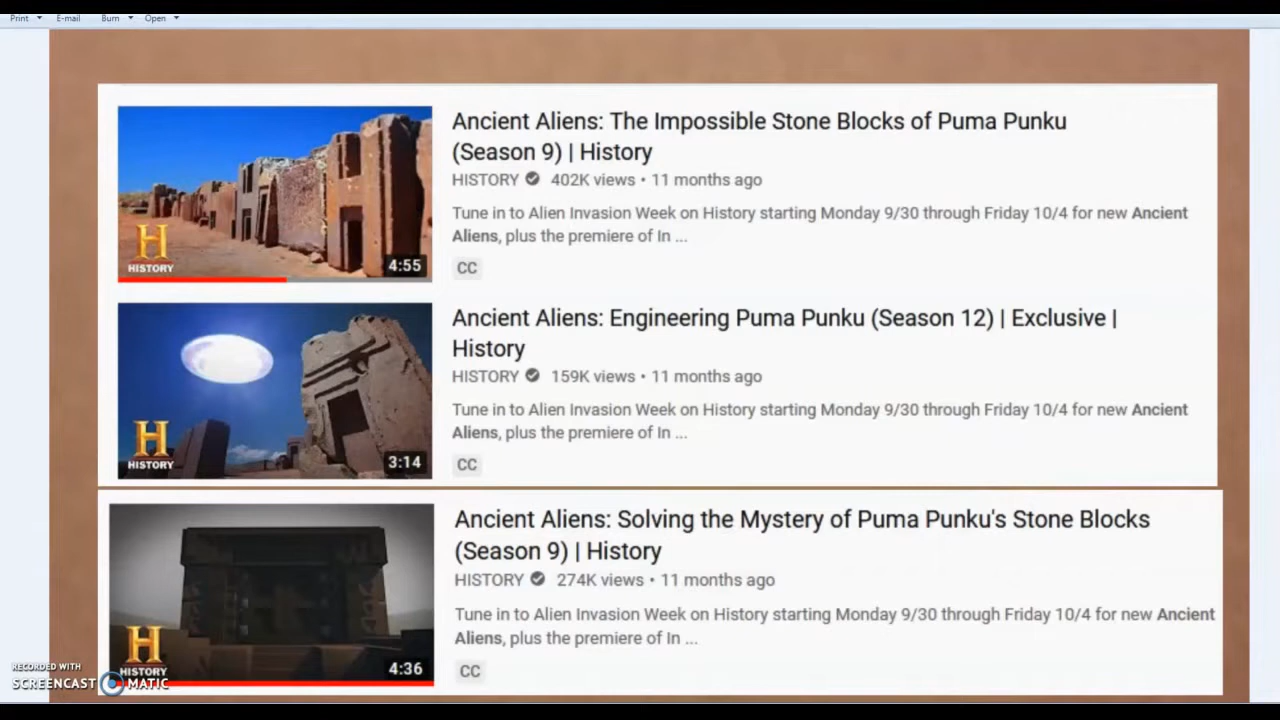 Print E-mail Burn Open
Ancient Aliens: The Impossible Stone Blocks of Puma Punku
(Season 9) | History
HISTORY 402K views • 11 months ago
Tune in to Alien Invasion Week on History starting Monday 9/30 through Friday 10/4 for new Ancient
Aliens, plus the premiere of In ...
CC
H
HISTORY
4:55
Ancient Aliens: Engineering Puma Punku (Season 12) | Exclusive |
History
HISTORY 159K views • 11 months ago
Tune in to Alien Invasion Week on History starting Monday 9/30 through Friday 10/4 for new Ancient
Aliens, plus the premiere of In ...
CC
H
HISTORY
3:14
Ancient Aliens: Solving the Mystery of Puma Punku's Stone Blocks
(Season 9) | History
HISTORY 274K views • 11 months ago
Tune in to Alien Invasion Week on History starting Monday 9/30 through Friday 10/4 for new Ancient
Aliens, plus the premiere of In ...
CC
H
HISTORY
4:36
RECORDED WITH
SCREENCAST MATIC